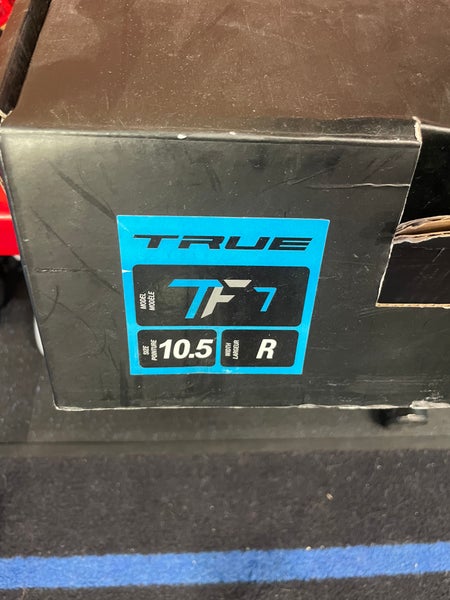 TRUE
MODEL
MODÈLE
TF7
SIZE
POINTURE
10.5
WIDTH
LARGEUR
R